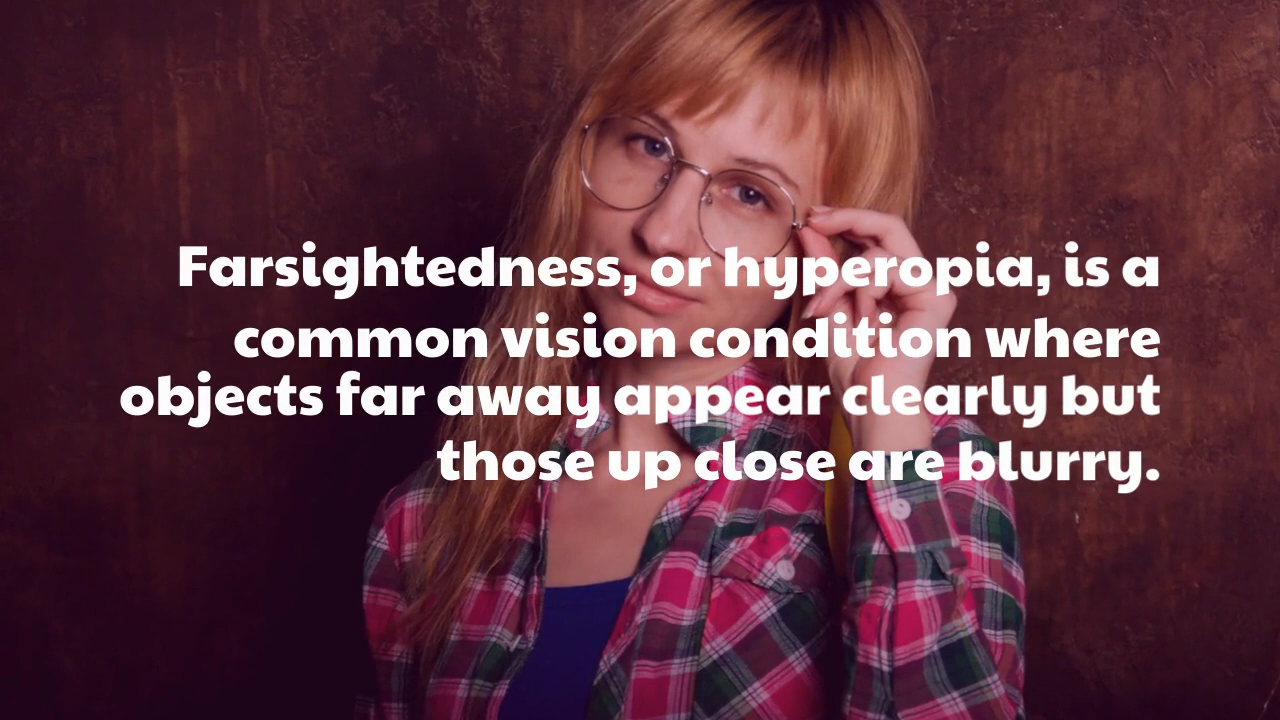 Farsightedness, or hyperopia, is a
common vision condition where
objects far away appear clearly but
those up close are blurry.